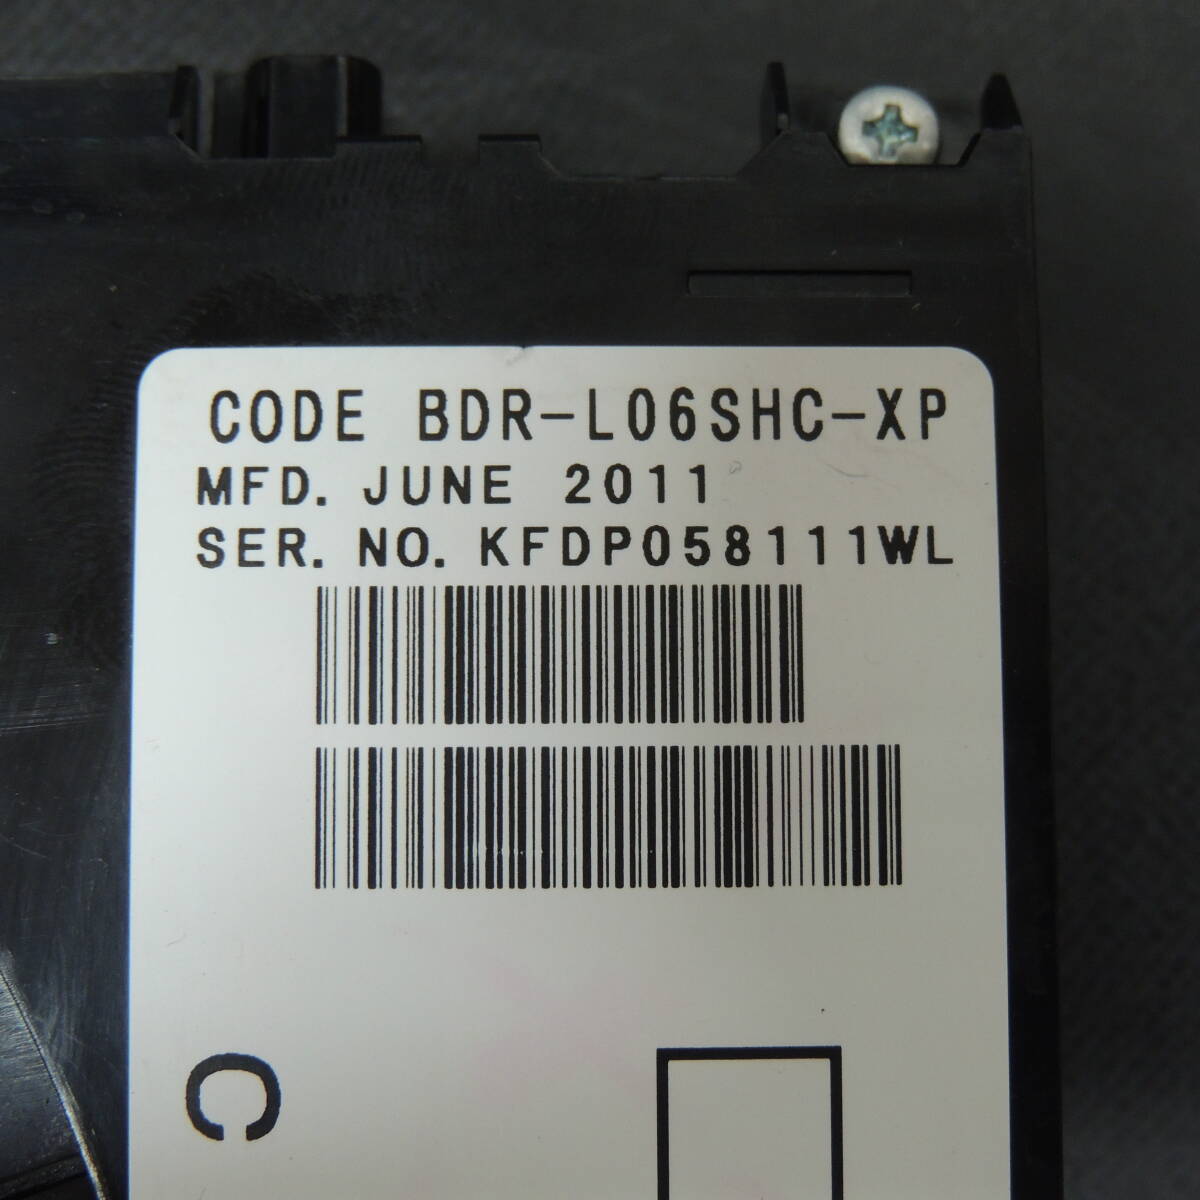 CODE BDR-L06SHC-XP
MFD. JUNE 2011
SER. NO. KFDP058111WL
C